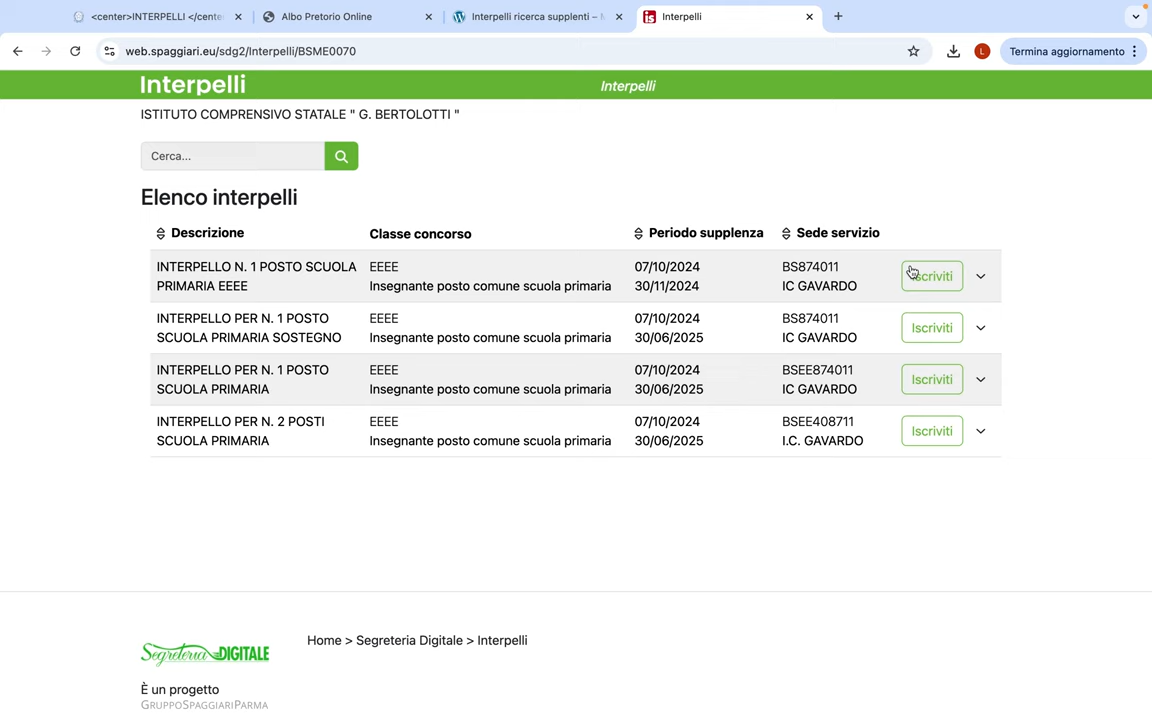 <center>INTERPELLI </cente
Albo Pretorio Online
Interpelli ricerca supplenti –
Interpelli
web.spaggiari.eu/sdg2/Interpelli/BSME0070
L
Termina aggiornamento
Interpelli
Interpelli
ISTITUTO COMPRENSIVO STATALE " G. BERTOLOTTI "
Cerca...
Elenco interpelli
Descrizione Classe concorso Periodo supplenza Sede servizio
INTERPELLO N. 1 POSTO SCUOLA EEEE 07/10/2024 BS874011
PRIMARIA EEEE Insegnante posto comune scuola primaria 30/11/2024 IC GAVARDO
Iscriviti
INTERPELLO PER N. 1 POSTO EEEE 07/10/2024 BS874011
SCUOLA PRIMARIA SOSTEGNO Insegnante posto comune scuola primaria 30/06/2025 IC GAVARDO
Iscriviti
INTERPELLO PER N. 1 POSTO EEEE 07/10/2024 BSEE874011
SCUOLA PRIMARIA Insegnante posto comune scuola primaria 30/06/2025 IC GAVARDO
Iscriviti
INTERPELLO PER N. 2 POSTI EEEE 07/10/2024 BSEE408711
SCUOLA PRIMARIA Insegnante posto comune scuola primaria 30/06/2025 I.C. GAVARDO
Iscriviti
Segreteria DIGITALE
Home > Segreteria Digitale > Interpelli
È un progetto
GRUPPOSPAGGIARIPARMA